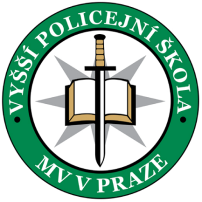 VYŠŠÍ POLICEJNÍ ŠKOLA
MV V PRAZE